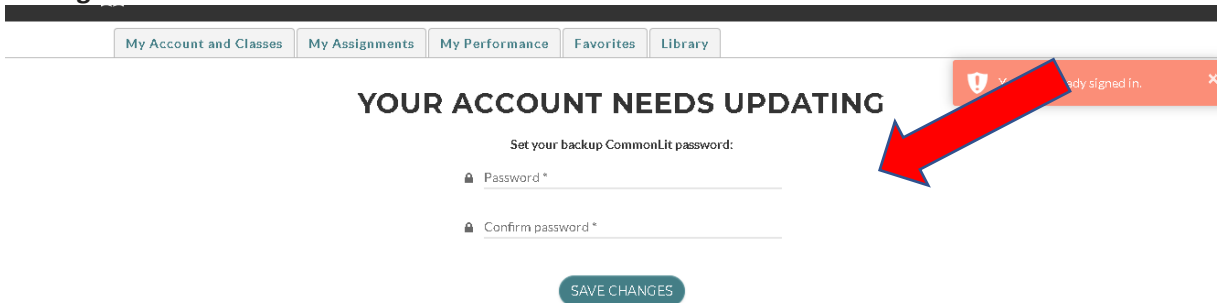 My Account and Classes My Assignments My Performance Favorites Library
ady signed in. ×
YOUR ACCOUNT NEEDS UPDATING
Set your backup CommonLit password:
Password *
Confirm password *
SAVE CHANGES